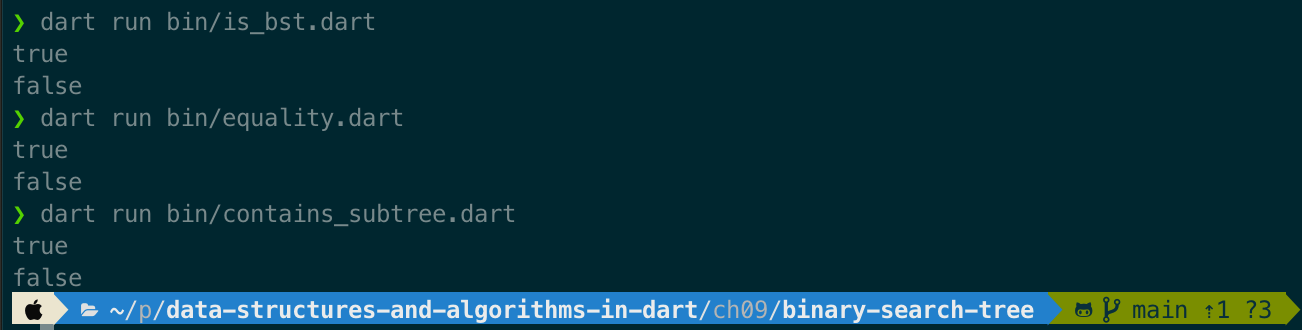 ❯ dart run bin/is_bst.dart
true
false
❯ dart run bin/equality.dart
true
false
❯ dart run bin/contains_subtree.dart
true
false
~/p/data-structures-and-algorithms-in-dart/ch09/binary-search-tree main ⇡1 ?3